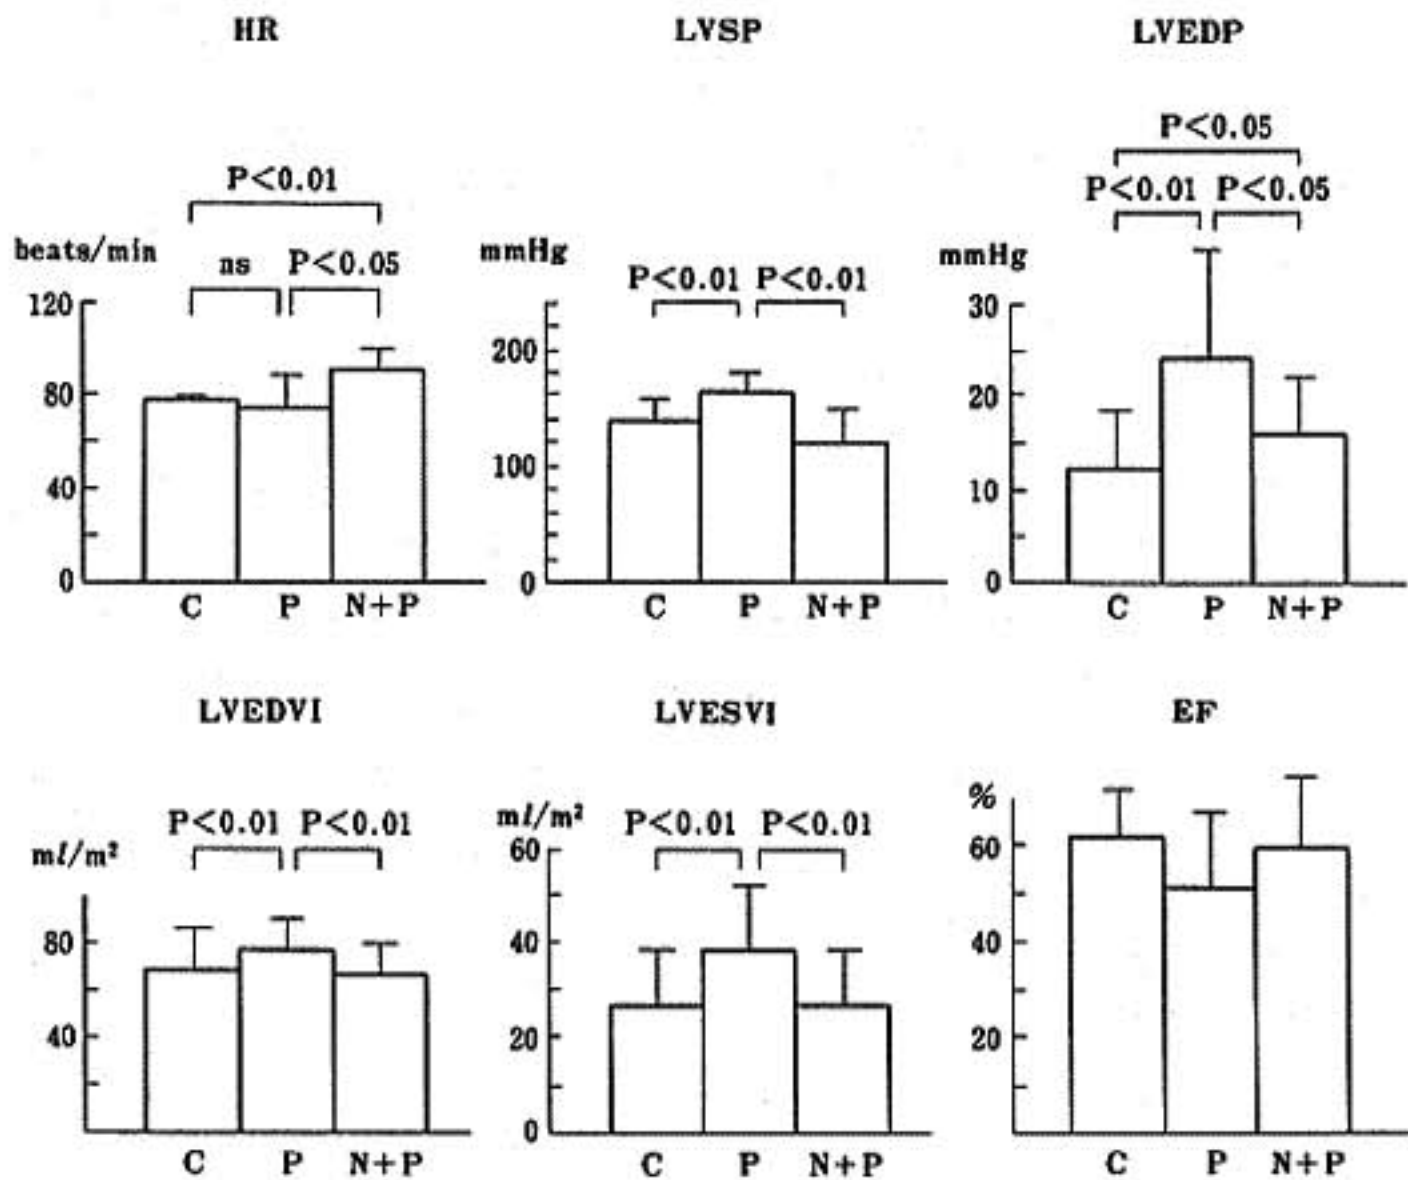 HR
P<0.01
beats/min
ns P<0.05
120
80
40
0
C P N+P
LVSP
mmHg
P<0.01 P<0.01
200
100
0
C P N+P
LVEDP
P<0.05
P<0.01 P<0.05
mmHg
30
20
10
0
C P N+P
LVEDVI
P<0.01 P<0.01
ml/m²
80
40
C P N+P
LVESVI
ml/m²
P<0.01 P<0.01
60
40
20
0
C P N+P
EF
%
60
40
20
C P N+P